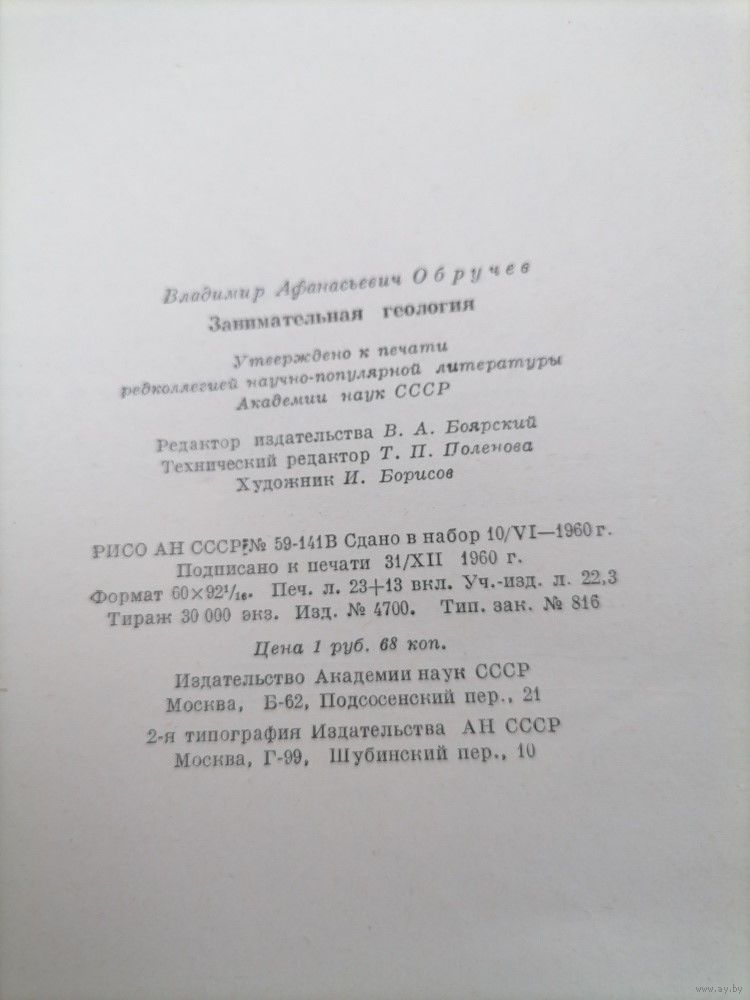 Владимир Афанасьевич Обручев
Занимательная геология
Утверждено к печати
редколлегией научно-популярной литературы
Академии наук СССР
Редактор издательства В. А. Боярский
Технический редактор Т. П. Поленова
Художник И. Борисов
РИСО АН СССР № 59-141В Сдано в набор 10/VI—1960 г.
Подписано к печати 31/XII 1960 г.
Формат 60×92¹/₁₆. Печ. л. 23+13 вкл. Уч.-изд. л. 22,3
Тираж 30 000 экз. Изд. № 4700. Тип. зак. № 816
Цена 1 руб. 68 коп.
Издательство Академии наук СССР
Москва, Б-62, Подсосенский пер., 21
2-я типография Издательства АН СССР
Москва, Г-99, Шубинский пер., 10
www.ay.by